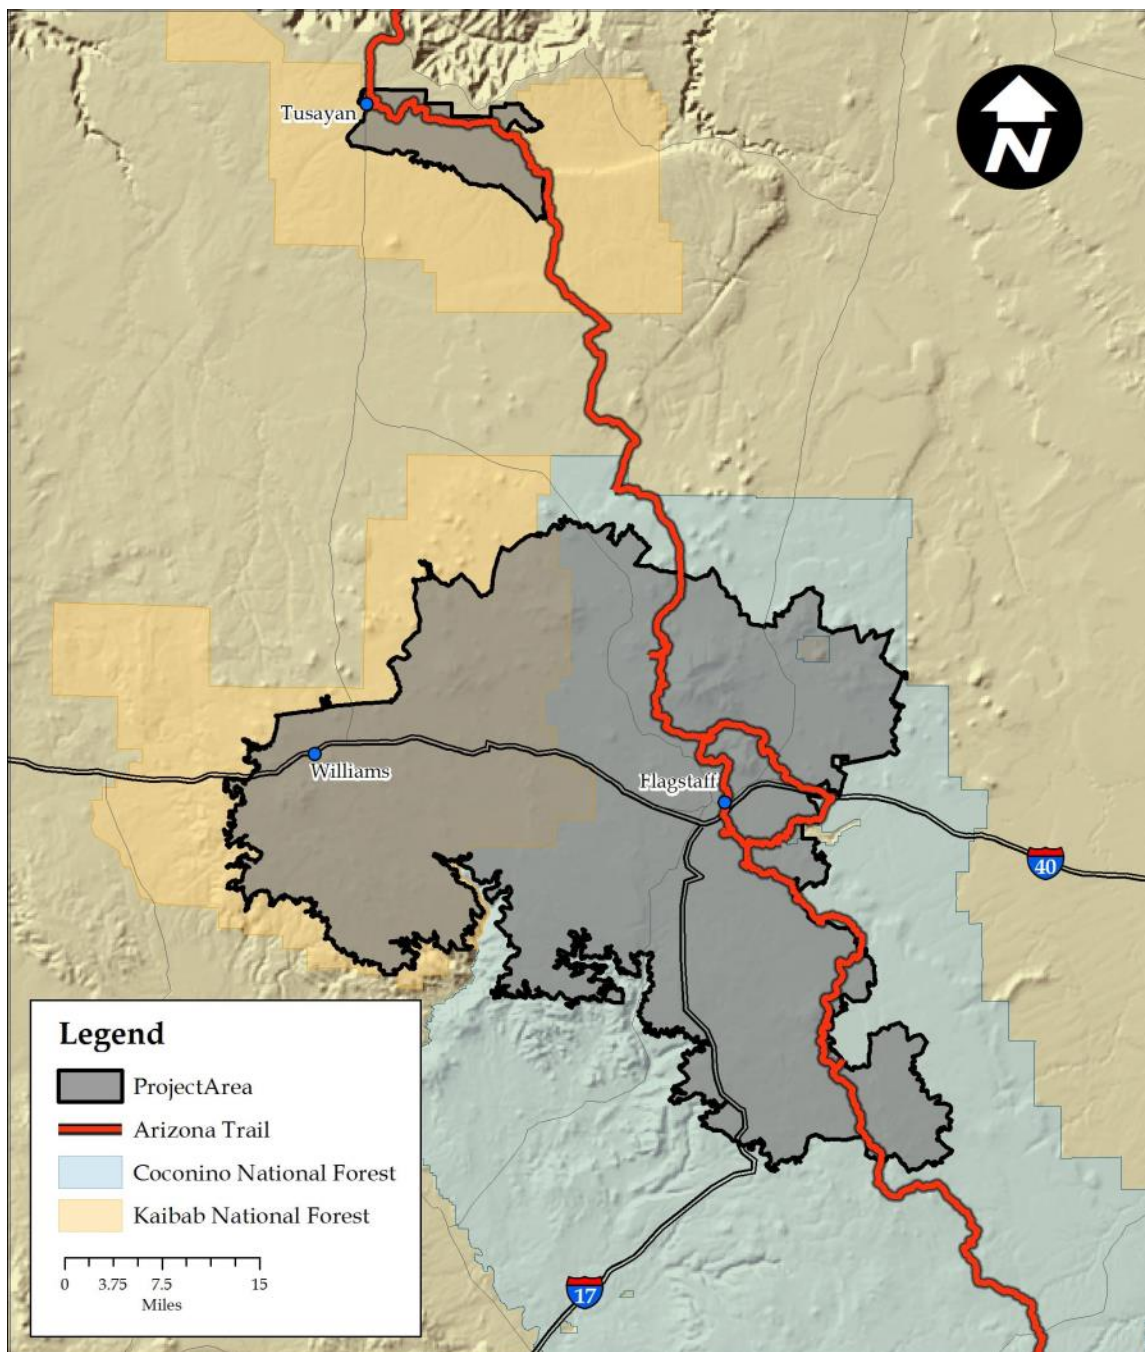 N
Tusayan
Williams
Flagstaff
40
17
Legend
ProjectArea
Arizona Trail
Coconino National Forest
Kaibab National Forest
0 3.75 7.5 15
Miles